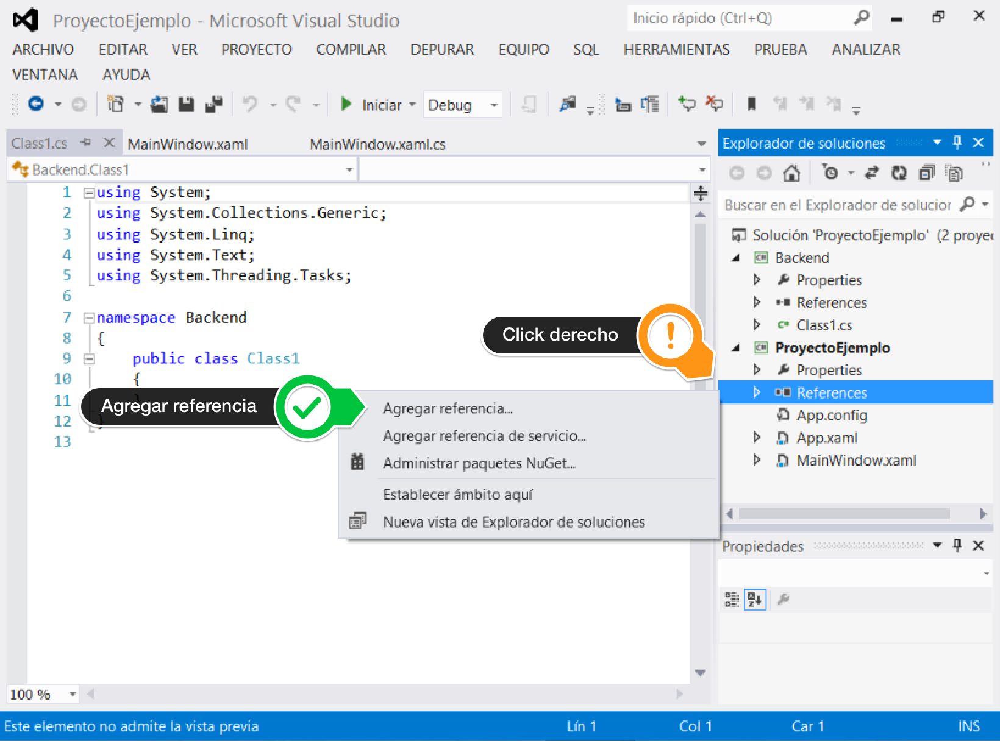 ProyectoEjemplo - Microsoft Visual Studio
Inicio rápido (Ctrl+Q)
ARCHIVO EDITAR VER PROYECTO COMPILAR DEPURAR EQUIPO SQL HERRAMIENTAS PRUEBA ANALIZAR
VENTANA AYUDA
Iniciar Debug
Class1.cs MainWindow.xaml MainWindow.xaml.cs
Backend.Class1
1 using System;
2 using System.Collections.Generic;
3 using System.Linq;
4 using System.Text;
5 using System.Threading.Tasks;
6
7 namespace Backend
8 {
9 public class Class1
10 {
11 }
12 }
13
Click derecho
Agregar referencia
Agregar referencia...
Agregar referencia de servicio...
Administrar paquetes NuGet...
Establecer ámbito aquí
Nueva vista de Explorador de soluciones
Explorador de soluciones
Buscar en el Explorador de solucior
Solución 'ProyectoEjemplo' (2 proye
Backend
Properties
References
Class1.cs
ProyectoEjemplo
Properties
References
App.config
App.xaml
MainWindow.xaml
Propiedades
100 %
Este elemento no admite la vista previa Lín 1 Col 1 Car 1 INS